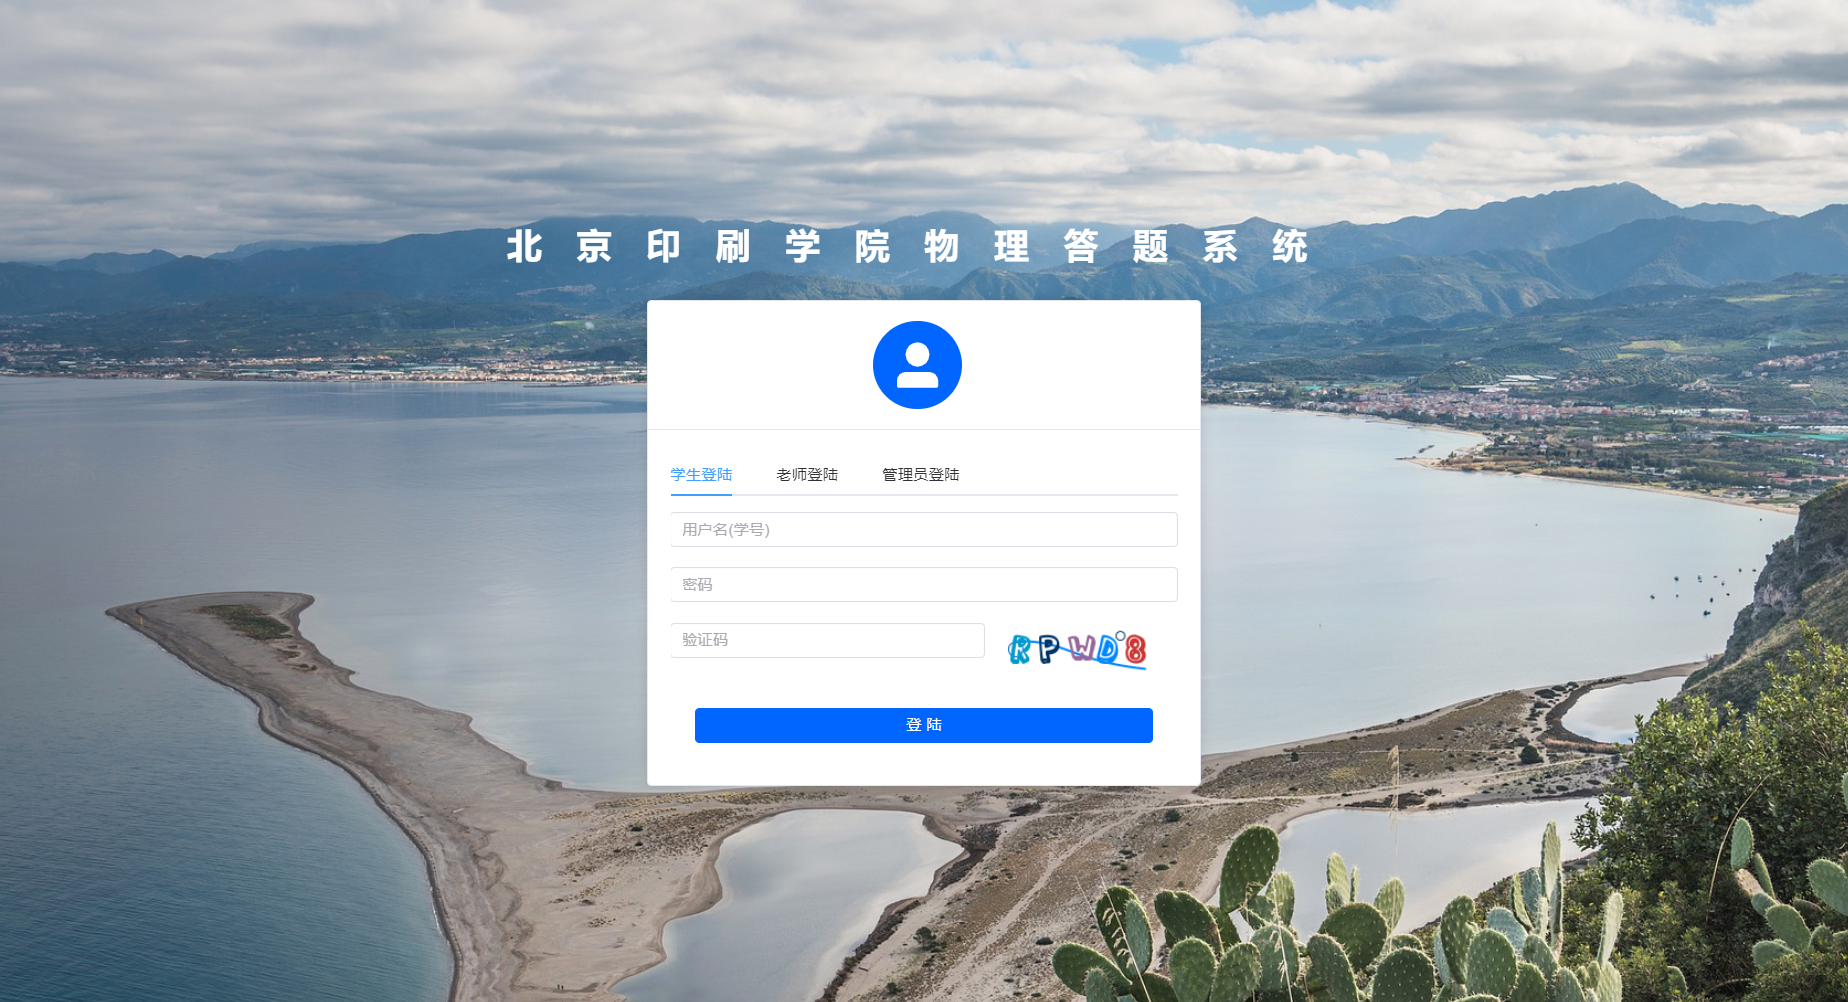 北京印刷学院物理答题系统
学生登陆 老师登陆 管理员登陆
用户名(学号)
密码
验证码 RPWD8
登 陆